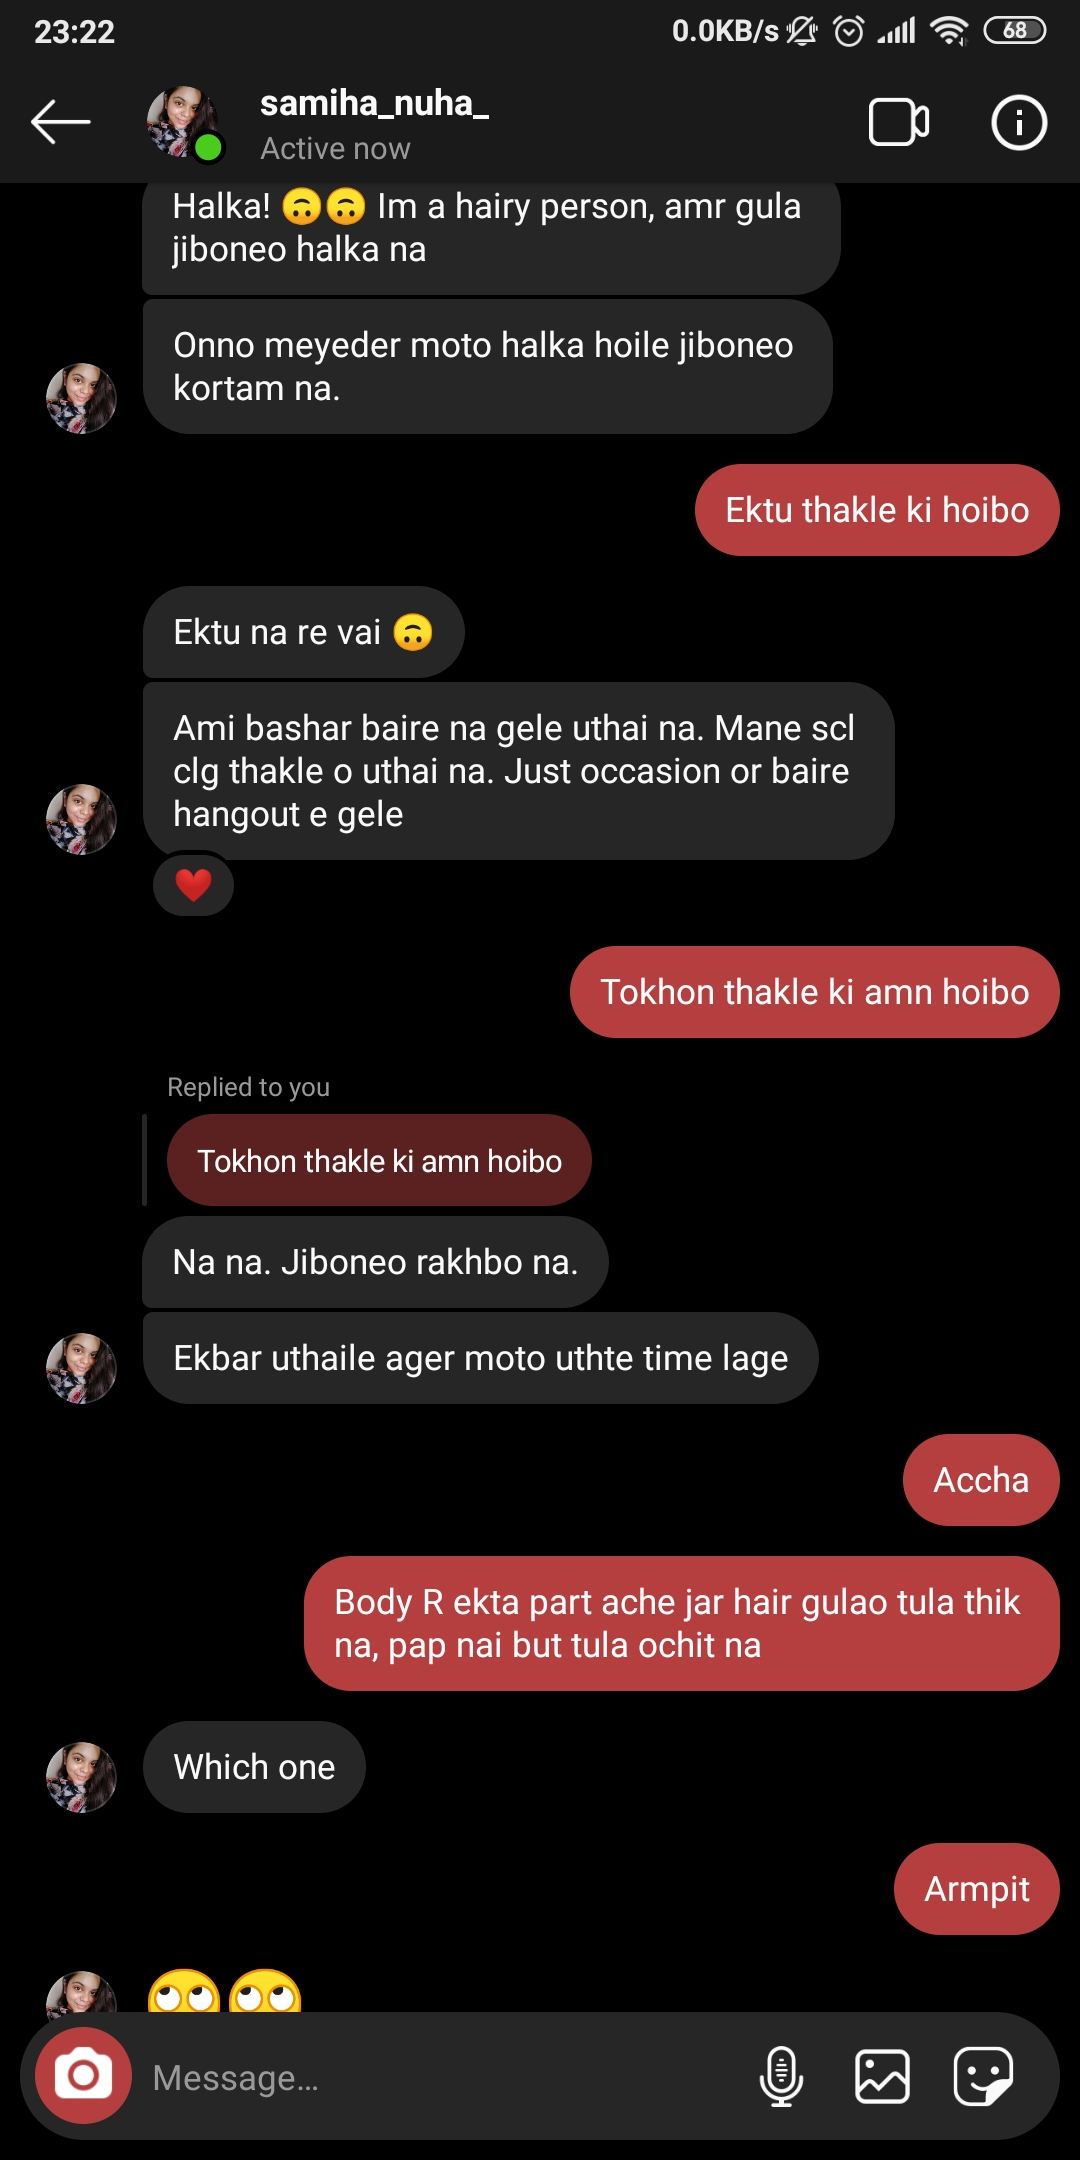 23:22
0.0KB/s
68
samiha_nuha_
Active now
Halka! 🙃🙃 Im a hairy person, amr gula
jiboneo halka na
Onno meyeder moto halka hoile jiboneo
kortam na.
Ektu thakle ki hoibo
Ektu na re vai 🙃
Ami bashar baire na gele uthai na. Mane scl
clg thakle o uthai na. Just occasion or baire
hangout e gele
❤️
Tokhon thakle ki amn hoibo
Replied to you
Tokhon thakle ki amn hoibo
Na na. Jiboneo rakhbo na.
Ekbar uthaile ager moto uthte time lage
Accha
Body R ekta part ache jar hair gulao tula thik
na, pap nai but tula ochit na
Which one
Armpit
🙄🙄
Message...